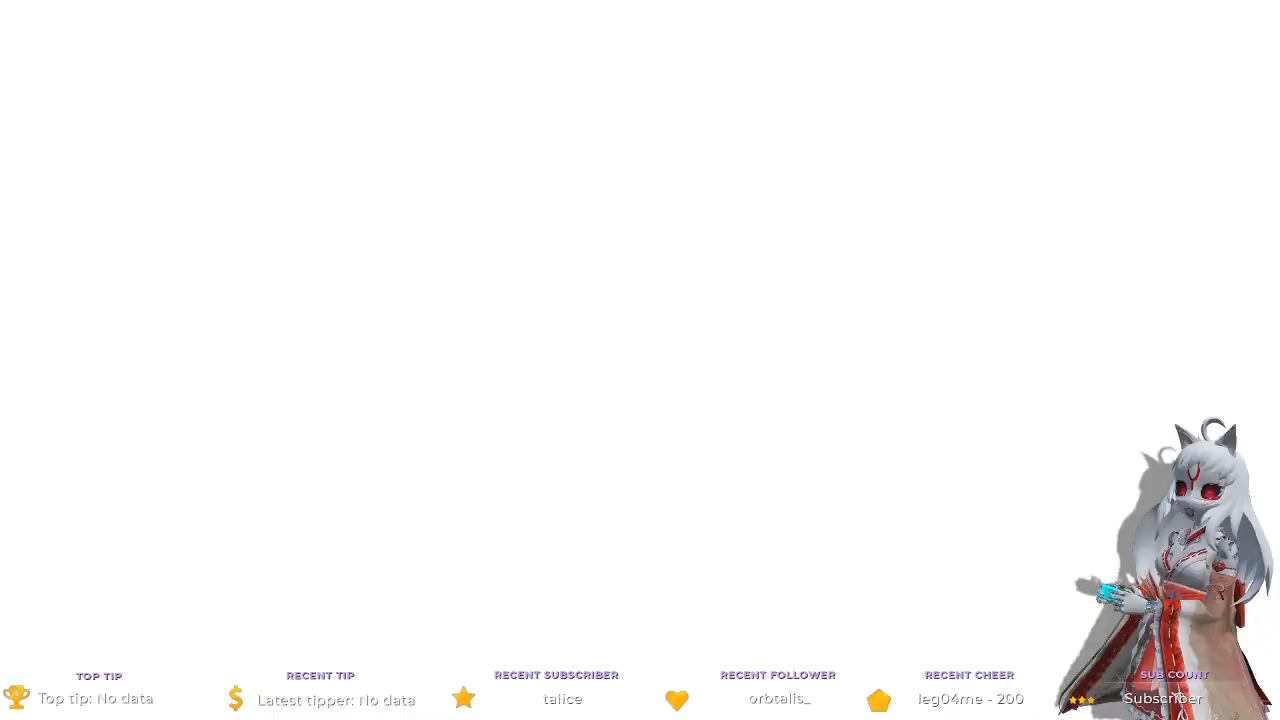 TOP TIP
Top tip: No data
RECENT TIP
Latest tipper: No data
RECENT SUBSCRIBER
taiice
RECENT FOLLOWER
orbtalis_
RECENT CHEER
leg04me - 200
SUB COUNT
Subscriber